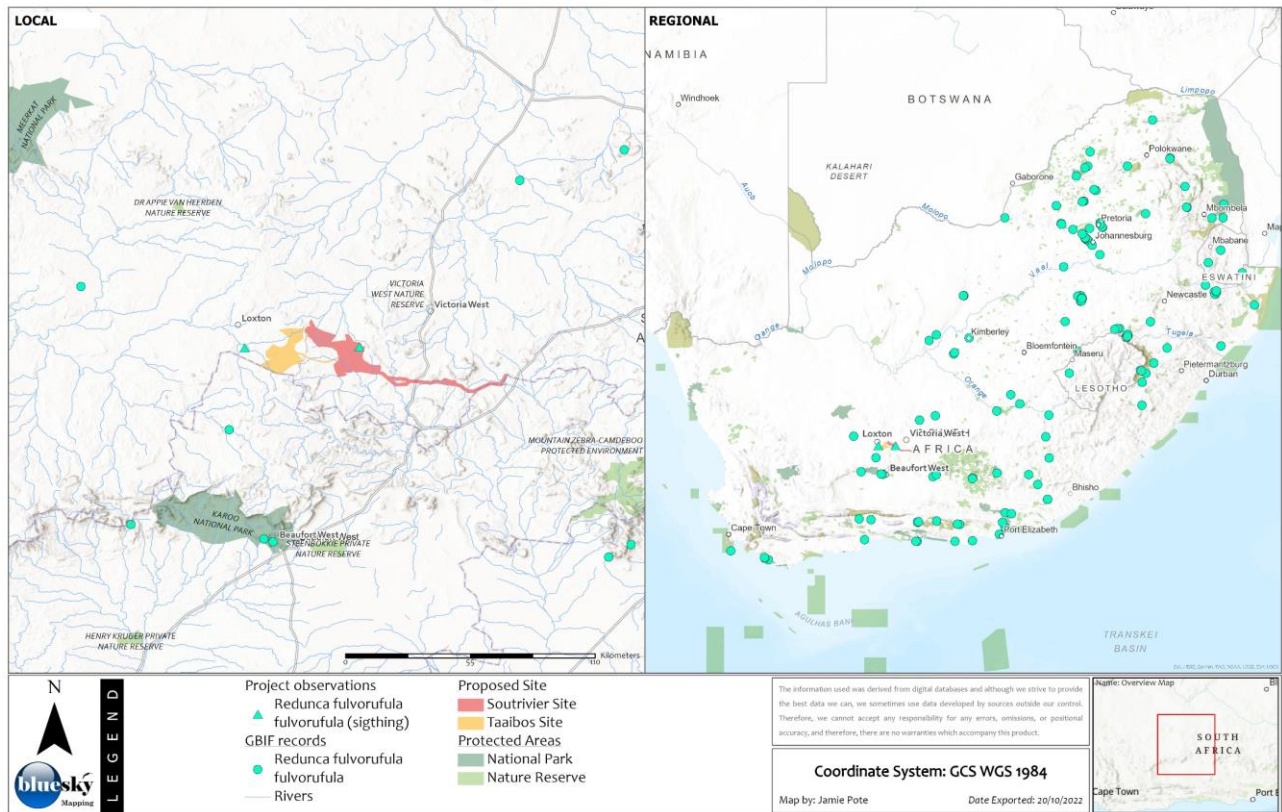 LOCAL
MEERKAT
NATIONAL PARK
DR APPIE VAN HEERDEN
NATURE RESERVE
VICTORIA
WEST NATURE
RESERVE
Victoria West
Loxton
MOUNTAIN ZEBRA-CAMDEBOO
PROTECTED ENVIRONMENT
KAROO
NATIONAL PARK
Beaufort West
STEENBOKKIE PRIVATE
NATURE RESERVE
HENRY KRUGER PRIVATE
NATURE RESERVE
0 55 110 Kilometers
REGIONAL
NAMIBIA
Windhoek
BOTSWANA
Limpopo
KALAHARI
DESERT
Polokwane
Gaborone
Auob
Molopo
Mbombela
Pretoria
Johannesburg
Mbabane
Molopo
Vaal
ESWATINI
Newcastle
Orange
Kimberley
Tugela
Bloemfontein
Maseru
Pietermaritzburg
Durban
LESOTHO
Orange
Loxton
Victoria West
AFRICA
Beaufort West
Bhisho
Cape Town
Port Elizabeth
AGULHAS BANK
TRANSKEI
BASIN
N
bluesky
Mapping
LEGEND
Project observations
Redunca fulvorufula
fulvorufula (sigthing)
GBIF records
Redunca fulvorufula
fulvorufula
Rivers
Proposed Site
Soutrivier Site
Taaibos Site
Protected Areas
National Park
Nature Reserve
The information used was derived from digital databases and although we strive to provide
the best data we can, we sometimes use data developed by sources outside our control.
Therefore, we cannot accept any responsibility for any errors, omissions, or positional
accuracy, and therefore, there are no warranties which accompany this product.
Coordinate System: GCS WGS 1984
Map by: Jamie Pote Date Exported: 20/10/2022
Name: Overview Map
SOUTH
AFRICA
Cape Town
Port E